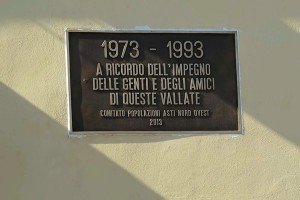 1973 - 1993
A RICORDO DELL'IMPEGNO
DELLE GENTI E DEGLI AMICI
DI QUESTE VALLATE
COMITATO POPOLAZIONI ASTI NORD OVEST
2013